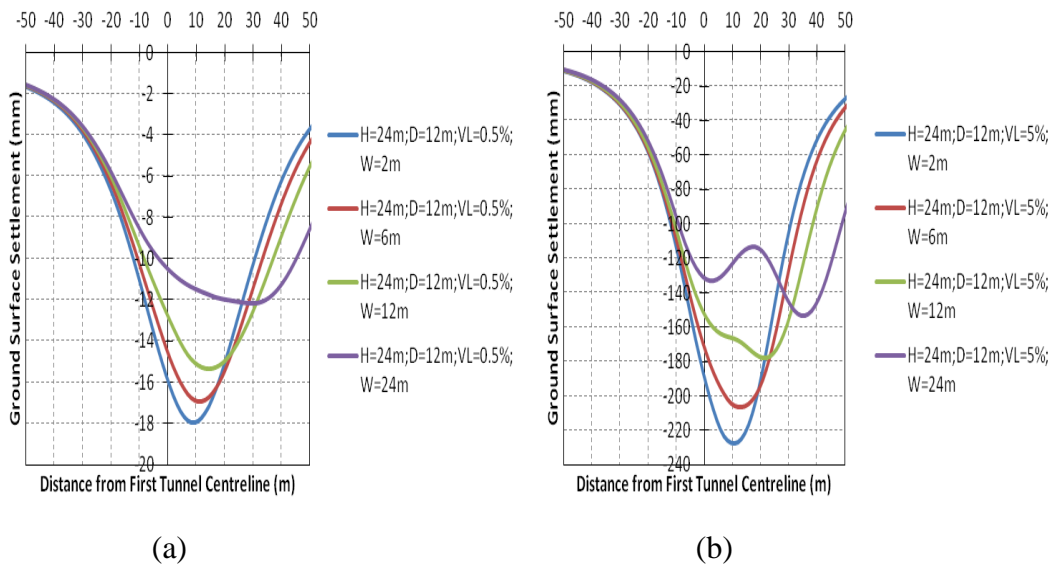 -50 -40 -30 -20 -10 0 10 20 30 40 50
0
-2
-4
-6
-8
-10
-12
-14
-16
-18
-20
Ground Surface Settlement (mm)
Distance from First Tunnel Centreline (m)
H=24m;D=12m;VL=0.5%;
W=2m
H=24m;D=12m;VL=0.5%;
W=6m
H=24m;D=12m;VL=0.5%;
W=12m
H=24m;D=12m;VL=0.5%;
W=24m
(a)
-50 -40 -30 -20 -10 0 10 20 30 40 50
0
-20
-40
-60
-80
-100
-120
-140
-160
-180
-200
-220
-240
Ground Surface Settlement (mm)
Distance from First Tunnel Centreline (m)
H=24m;D=12m;VL=5%;
W=2m
H=24m;D=12m;VL=5%;
W=6m
H=24m;D=12m;VL=5%;
W=12m
H=24m;D=12m;VL=5%;
W=24m
(b)